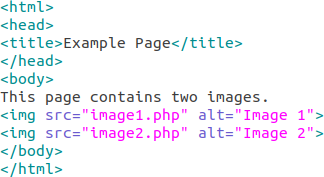 <html>
<head>
<title>Example Page</title>
</head>
<body>
This page contains two images.
<img src="image1.php" alt="Image 1">
<img src="image2.php" alt="Image 2">
</body>
</html>